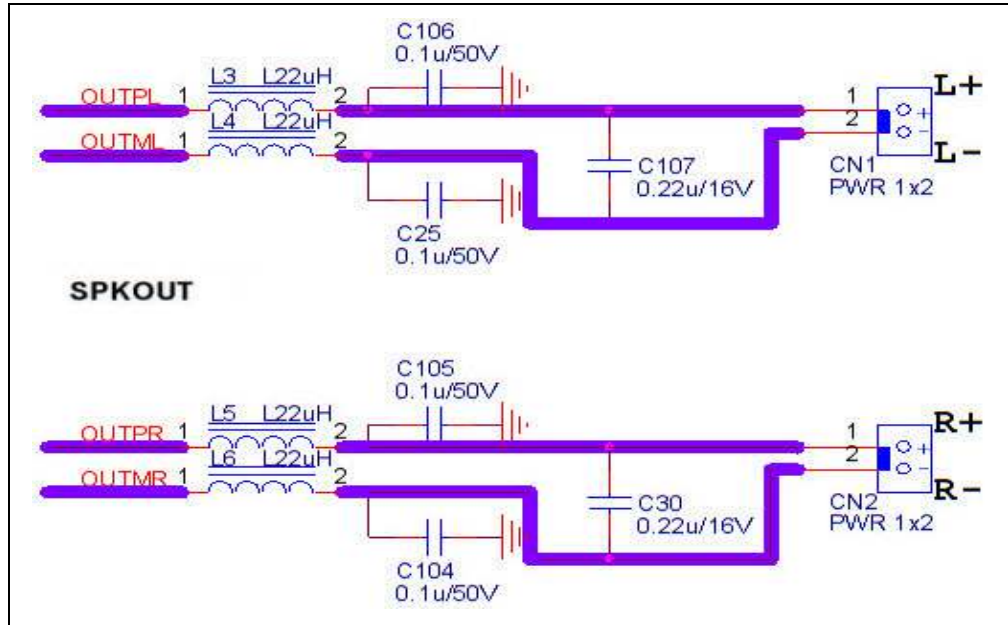 C106
0.1u/50V
L3 L22uH
OUTPL 1 2
L4 L22uH
OUTML 1 2
1
2
L+
L-
+
-
C107
0.22u/16V
CN1
PWR 1x2
C25
0.1u/50V
SPKOUT
C105
0.1u/50V
L5 L22uH
OUTPR 1 2
L6 L22uH
OUTMR 1 2
1
2
R+
R-
+
-
C30
0.22u/16V
CN2
PWR 1x2
C104
0.1u/50V